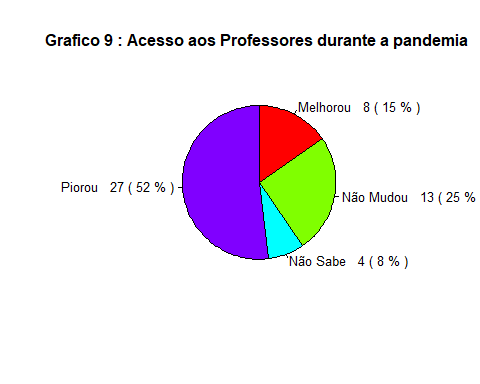 Grafico 9 : Acesso aos Professores durante a pandemia
Melhorou 8 ( 15 % )
Piorou 27 ( 52 % )
Não Mudou 13 ( 25 %
Não Sabe 4 ( 8 % )